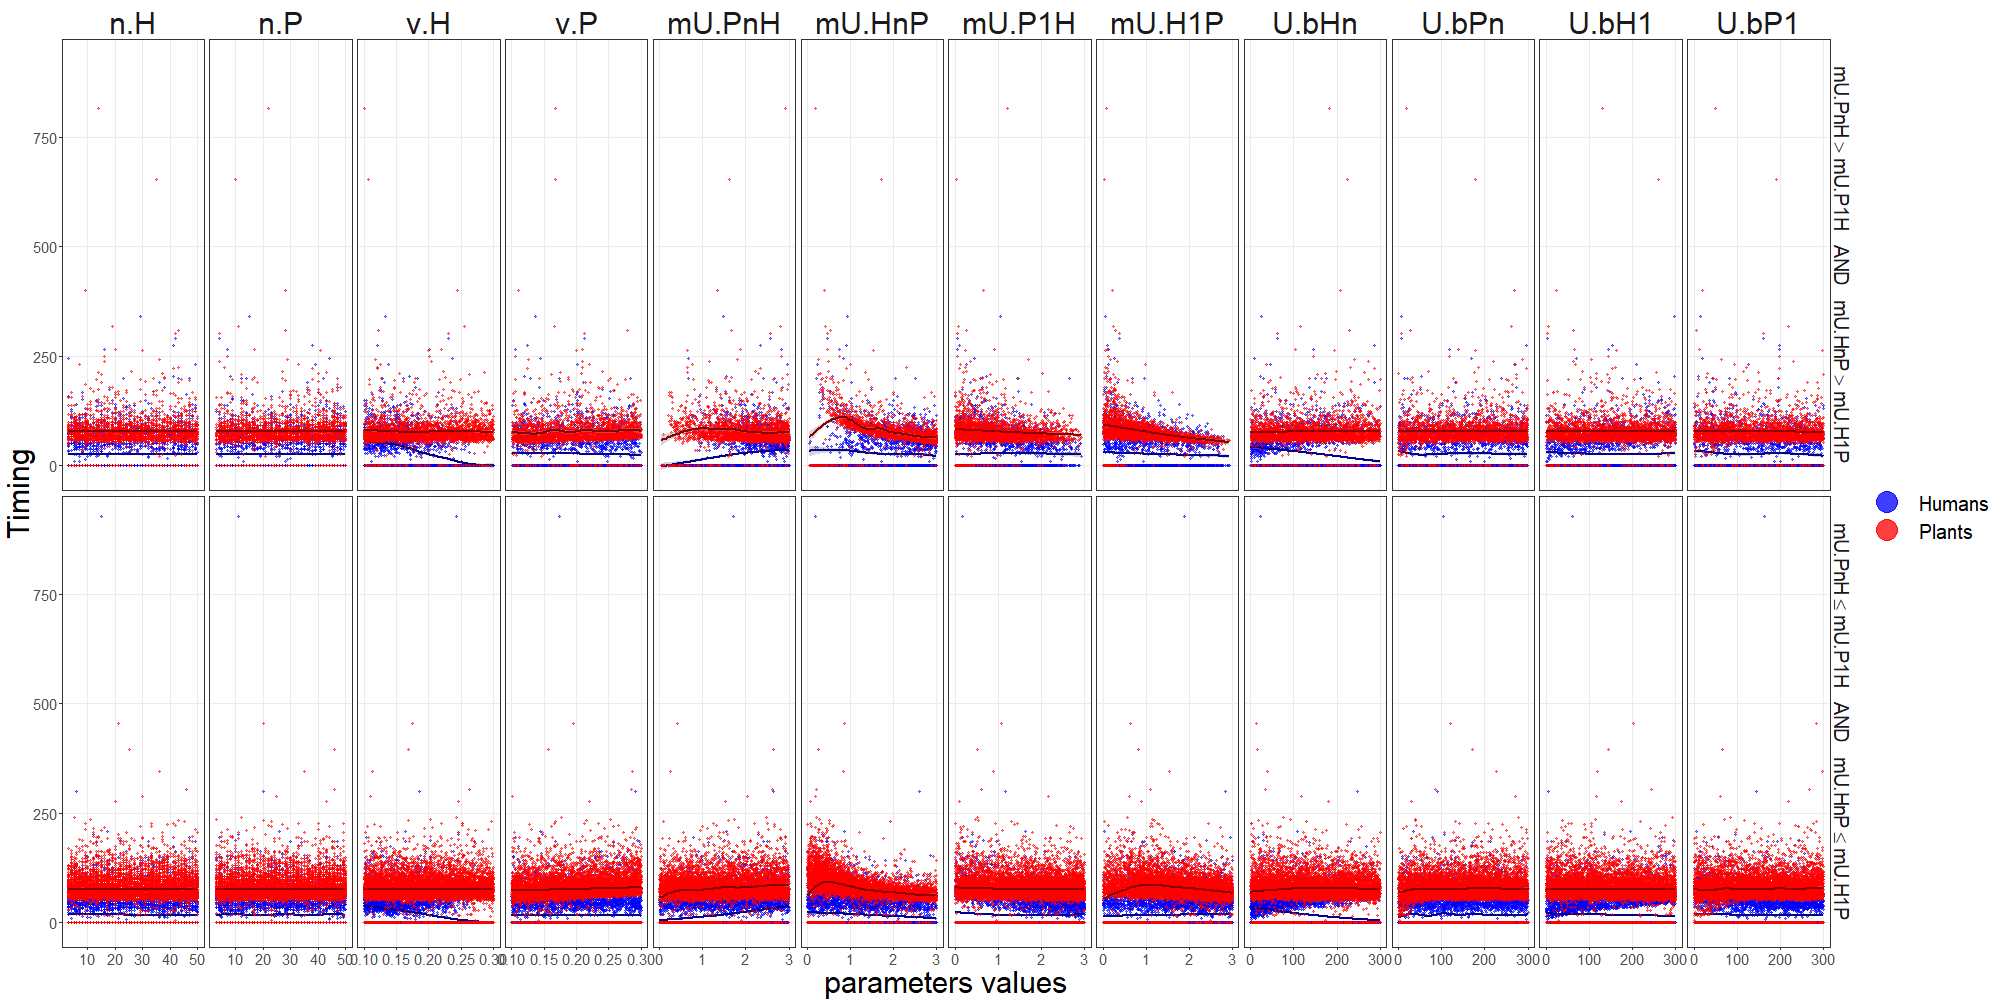 n.H n.P v.H v.P mU.PnH mU.HnP mU.P1H mU.H1P U.bHn U.bPn U.bH1 U.bP1
750
500
250
0
mU.PnH > mU.P1H AND mU.HnP > mU.H1P
Timing
Humans
Plants
750
500
250
0
mU.PnH ≤ mU.P1H AND mU.HnP ≤ mU.H1P
10 20 30 40 50 10 20 30 40 50 0.10 0.15 0.20 0.25 0.30 0.10 0.15 0.20 0.25 0.30 0 1 2 3 0 1 2 3 0 1 2 3 0 1 2 3 0 100 200 300 0 100 200 300 0 100 200 300 0 100 200 300
parameters values